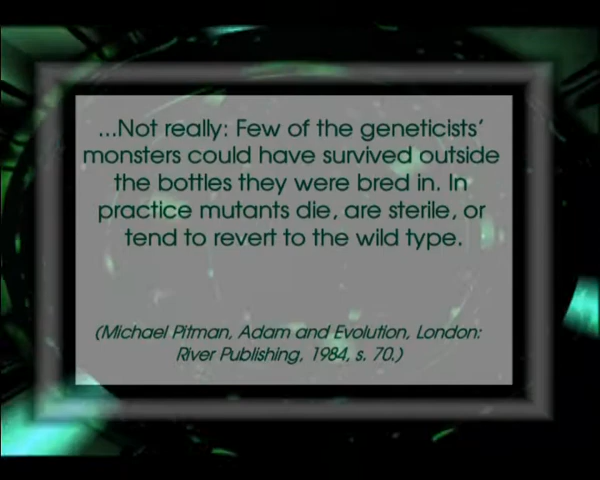 ...Not really: Few of the geneticists'
monsters could have survived outside
the bottles they were bred in. In
practice mutants die, are sterile, or
tend to revert to the wild type.
(Michael Pitman, Adam and Evolution, London:
River Publishing, 1984, s. 70.)